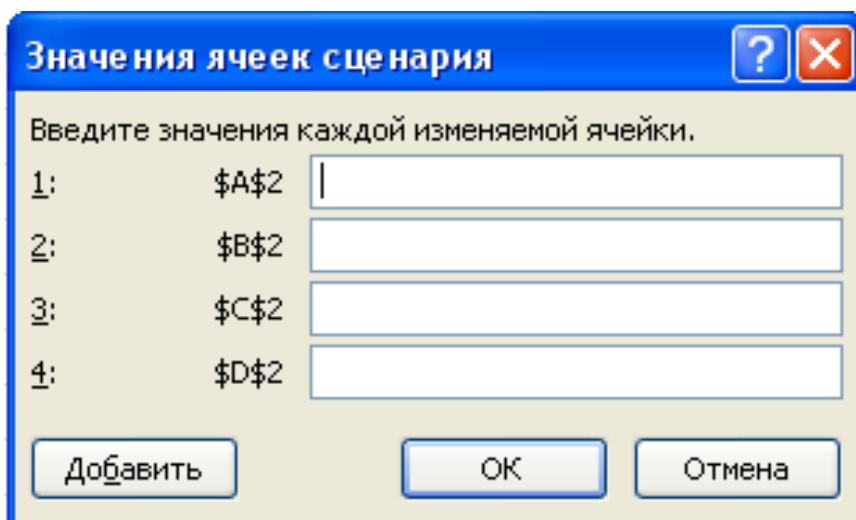 Значения ячеек сценария
Введите значения каждой изменяемой ячейки.
1: $A$2
2: $B$2
3: $C$2
4: $D$2
Добавить ОК Отмена